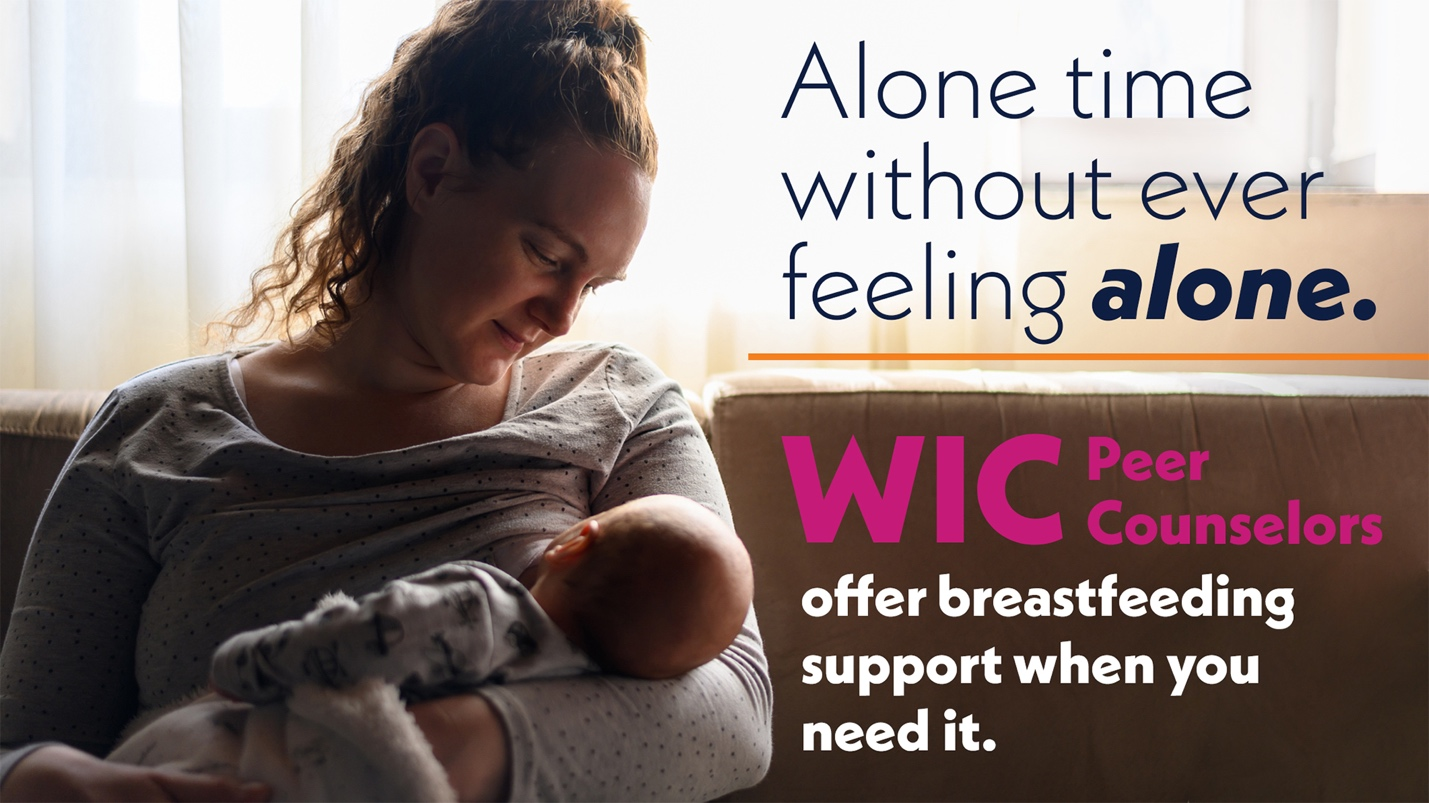 Alone time
without ever
feeling alone.
WIC Peer
Counselors
offer breastfeeding
support when you
need it.